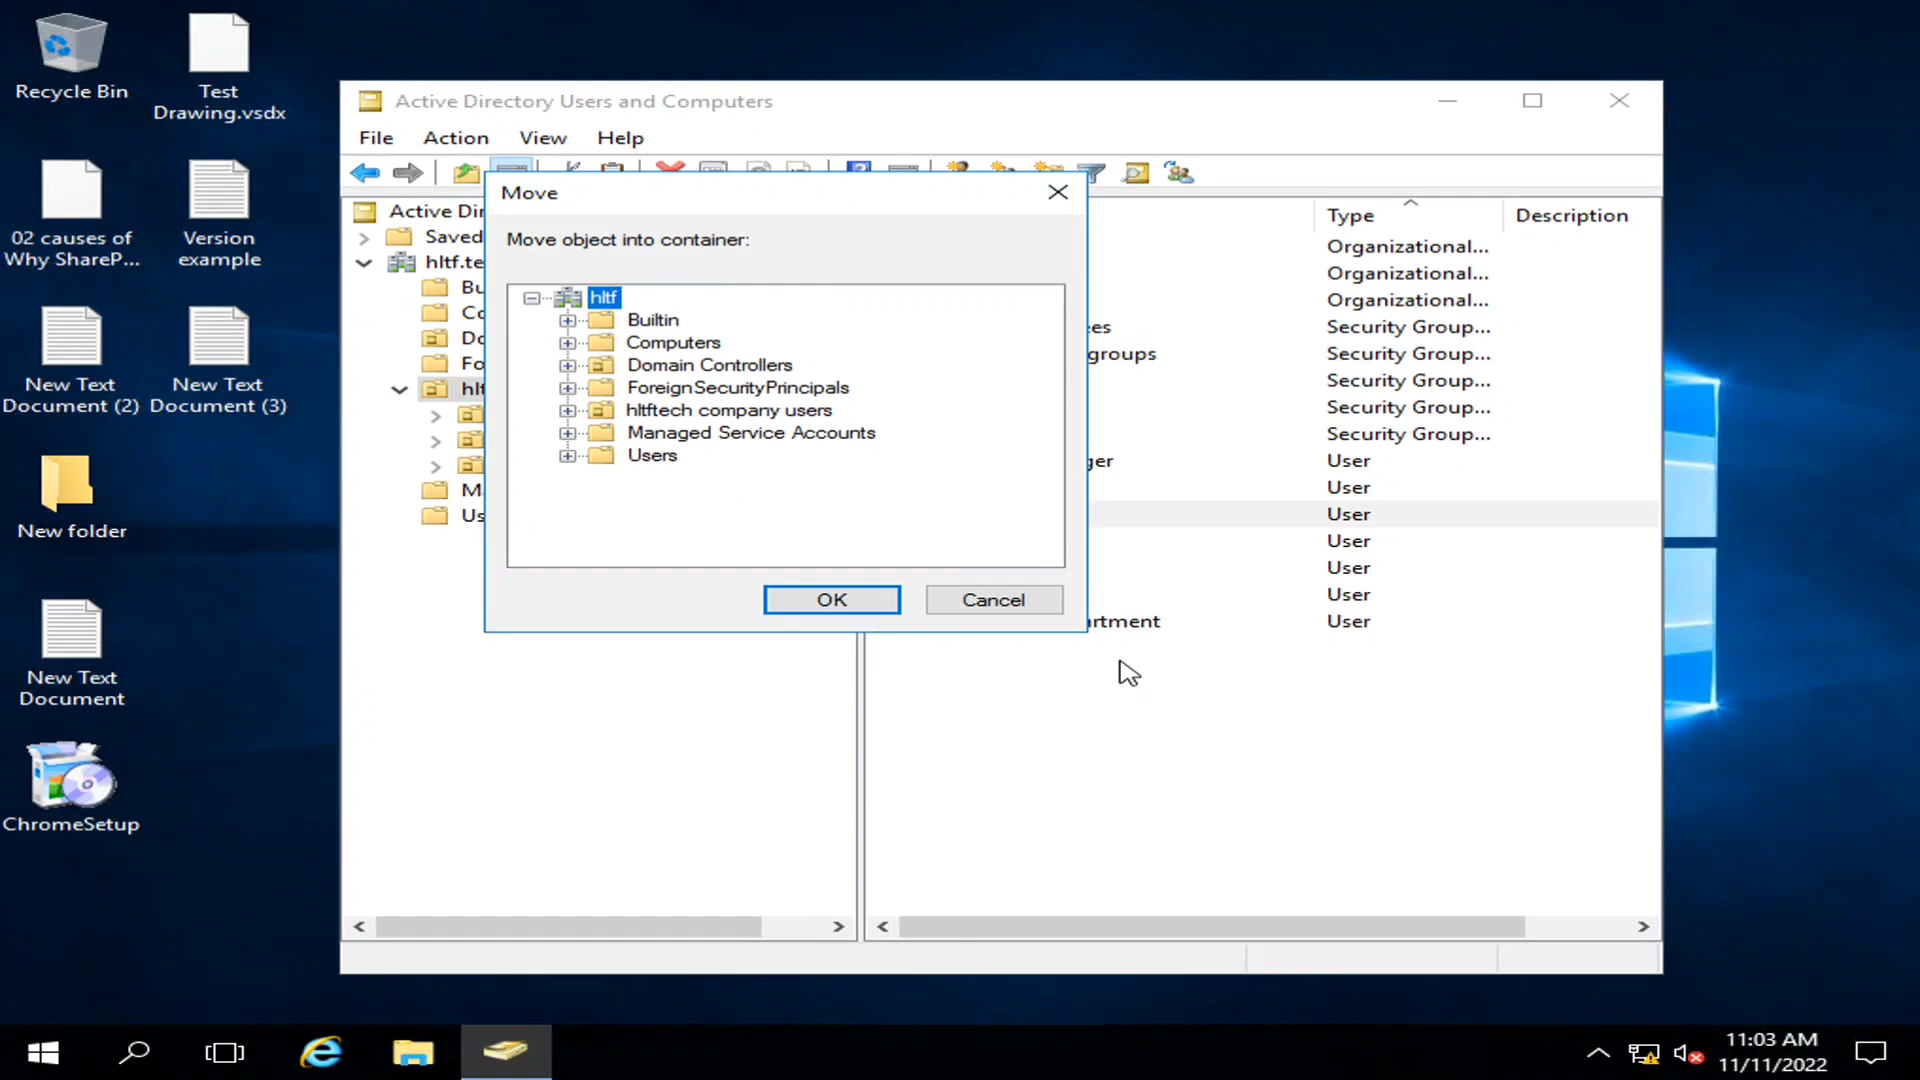 Recycle Bin
Test
Drawing.vsdx
02 causes of
Why ShareP...
Version
example
New Text
Document (2)
New Text
Document (3)
New folder
New Text
Document
ChromeSetup
Active Directory Users and Computers
File Action View Help
Active Dir
Saved
hltf.te
Bu
Co
Do
Fo
hlt
M
Us
Move
Move object into container:
hltf
Builtin
Computers
Domain Controllers
ForeignSecurityPrincipals
hltftech company users
Managed Service Accounts
Users
OK Cancel
Type Description
Organizational...
Organizational...
Organizational...
es Security Group...
groups Security Group...
Security Group...
Security Group...
Security Group...
ger User
User
User
User
User
User
artment User
11:03 AM
11/11/2022